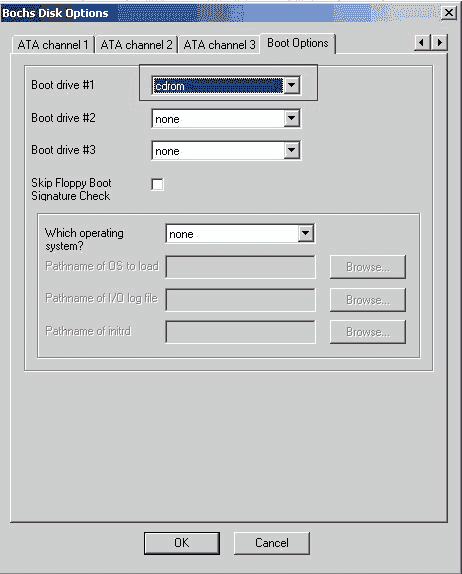 Bochs Disk Options
ATA channel 1 ATA channel 2 ATA channel 3 Boot Options
Boot drive #1 cdrom
Boot drive #2 none
Boot drive #3 none
Skip Floppy Boot
Signature Check
Which operating
system? none
Pathname of OS to load Browse...
Pathname of I/O log file Browse...
Pathname of initrd Browse...
OK Cancel